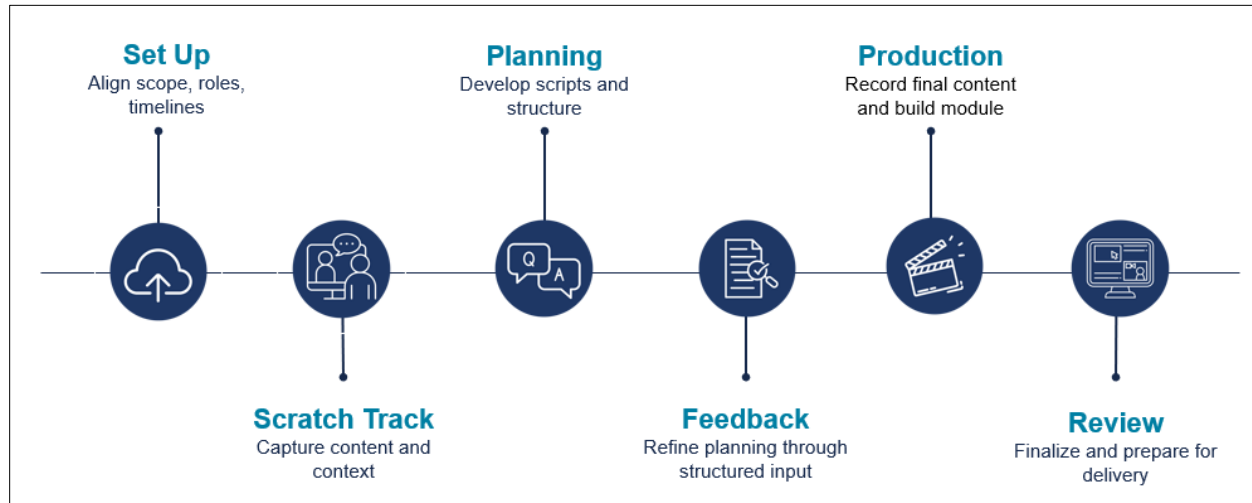 Set Up
Align scope, roles,
timelines
Planning
Develop scripts and
structure
Production
Record final content
and build module
Q
A
Scratch Track
Capture content and
context
Feedback
Refine planning through
structured input
Review
Finalize and prepare for
delivery